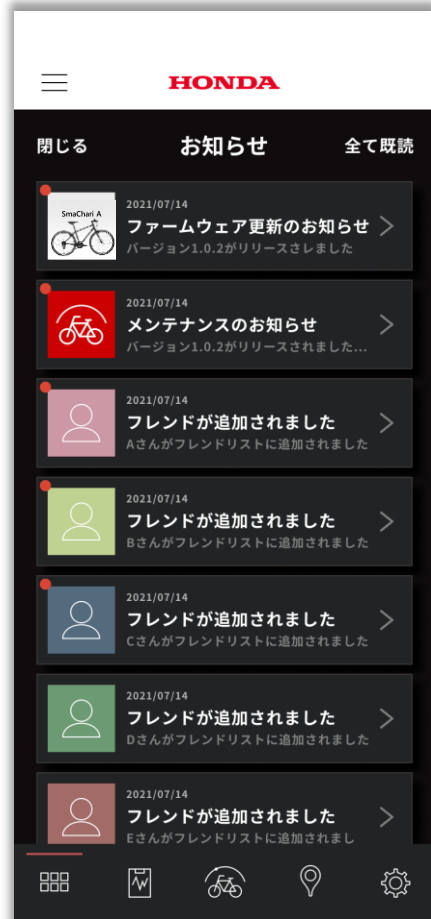 HONDA
閉じる お知らせ 全て既読
SmaChari A
2021/07/14
ファームウェア更新のお知らせ
バージョン1.0.2がリリースさしました
2021/07/14
メンテナンスのお知らせ
バージョン1.0.2がリリースされました...
2021/07/14
フレンドが追加されました
Aさんがフレンドリストに追加されました
2021/07/14
フレンドが追加されました
Bさんがフレンドリストに追加されました
2021/07/14
フレンドが追加されました
Cさんがフレンドリストに追加されました
2021/07/14
フレンドが追加されました
Dさんがフレンドリストに追加されました
2021/07/14
フレンドが追加されました
Eさんがフレンドリストに追加されまし